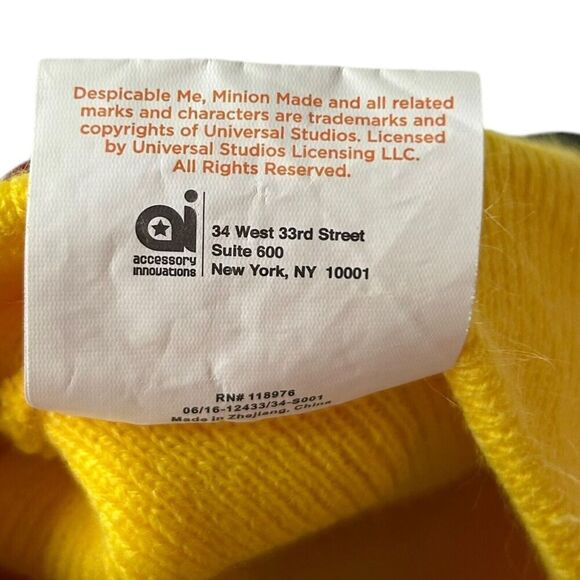 Despicable Me, Minion Made and all related
marks and characters are trademarks and
copyrights of Universal Studios. Licensed
by Universal Studios Licensing LLC.
All Rights Reserved.
ai
accessory
innovations
34 West 33rd Street
Suite 600
New York, NY 10001
RN# 118976
06/16-12433/34-S001
Made in Zhejiang, China